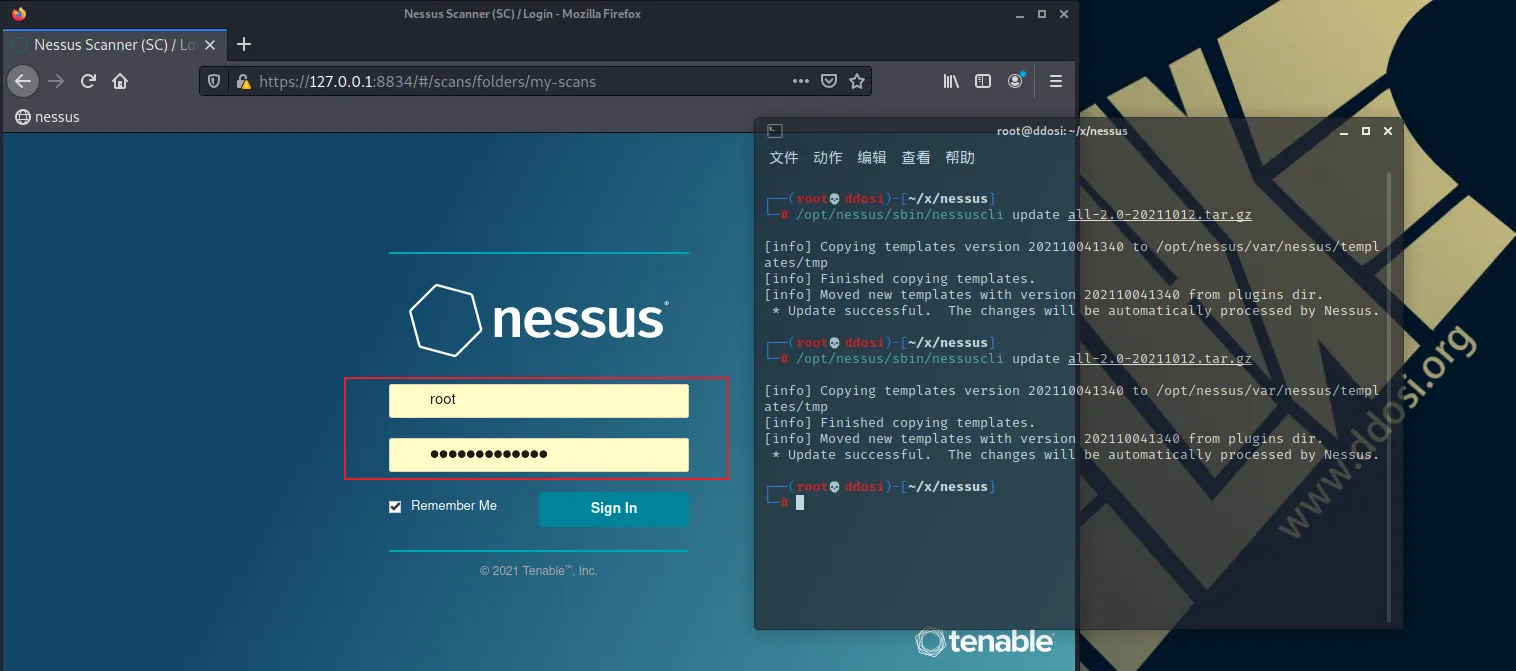 Nessus Scanner (SC) / Login - Mozilla Firefox
Nessus Scanner (SC) / Lo
https://127.0.0.1:8834/#/scans/folders/my-scans
nessus
nessus
root
●●●●●●●●●●●●●
Remember Me
Sign In
© 2021 Tenable™, Inc.
tenable
root@ddosi: ~/x/nessus
文件 动作 编辑 查看 帮助
┌──(root💀ddosi)-[~/x/nessus]
└─# /opt/nessus/sbin/nessuscli update all-2.0-20211012.tar.gz
[info] Copying templates version 202110041340 to /opt/nessus/var/nessus/templ
ates/tmp
[info] Finished copying templates.
[info] Moved new templates with version 202110041340 from plugins dir.
* Update successful.  The changes will be automatically processed by Nessus.
┌──(root💀ddosi)-[~/x/nessus]
└─# /opt/nessus/sbin/nessuscli update all-2.0-20211012.tar.gz
[info] Copying templates version 202110041340 to /opt/nessus/var/nessus/templ
ates/tmp
[info] Finished copying templates.
[info] Moved new templates with version 202110041340 from plugins dir.
* Update successful.  The changes will be automatically processed by Nessus.
┌──(root💀ddosi)-[~/x/nessus]
└─#
www.ddosi.org